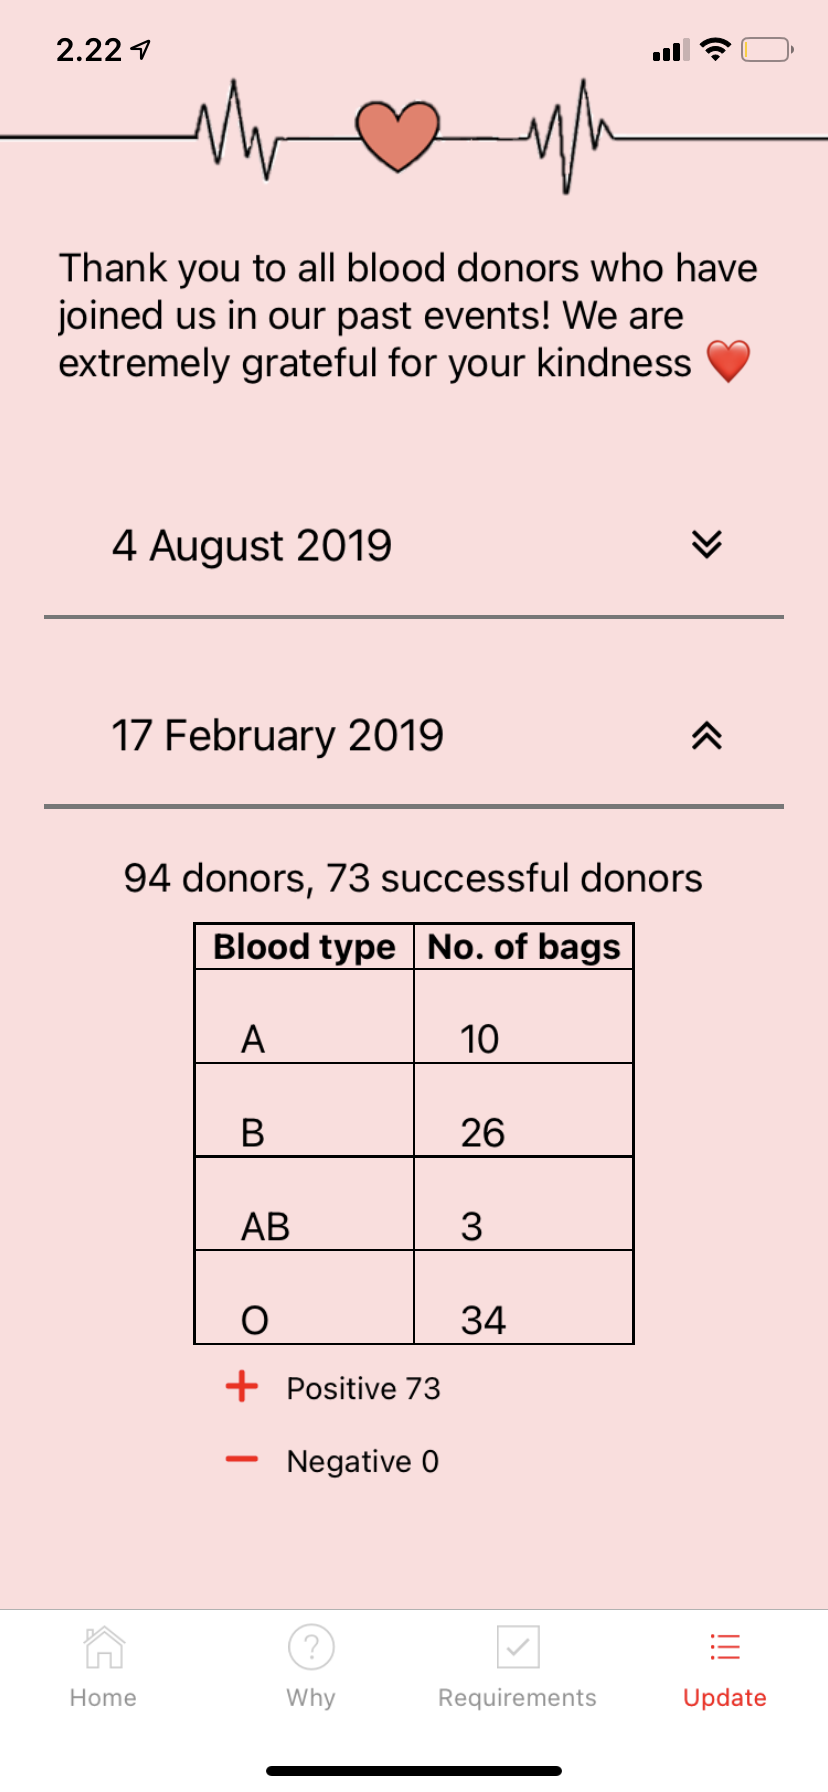 2.22
Thank you to all blood donors who have
joined us in our past events! We are
extremely grateful for your kindness ❤️
4 August 2019
17 February 2019
94 donors, 73 successful donors
Blood type No. of bags
A 10
B 26
AB 3
O 34
+ Positive 73
− Negative 0
Home Why Requirements Update